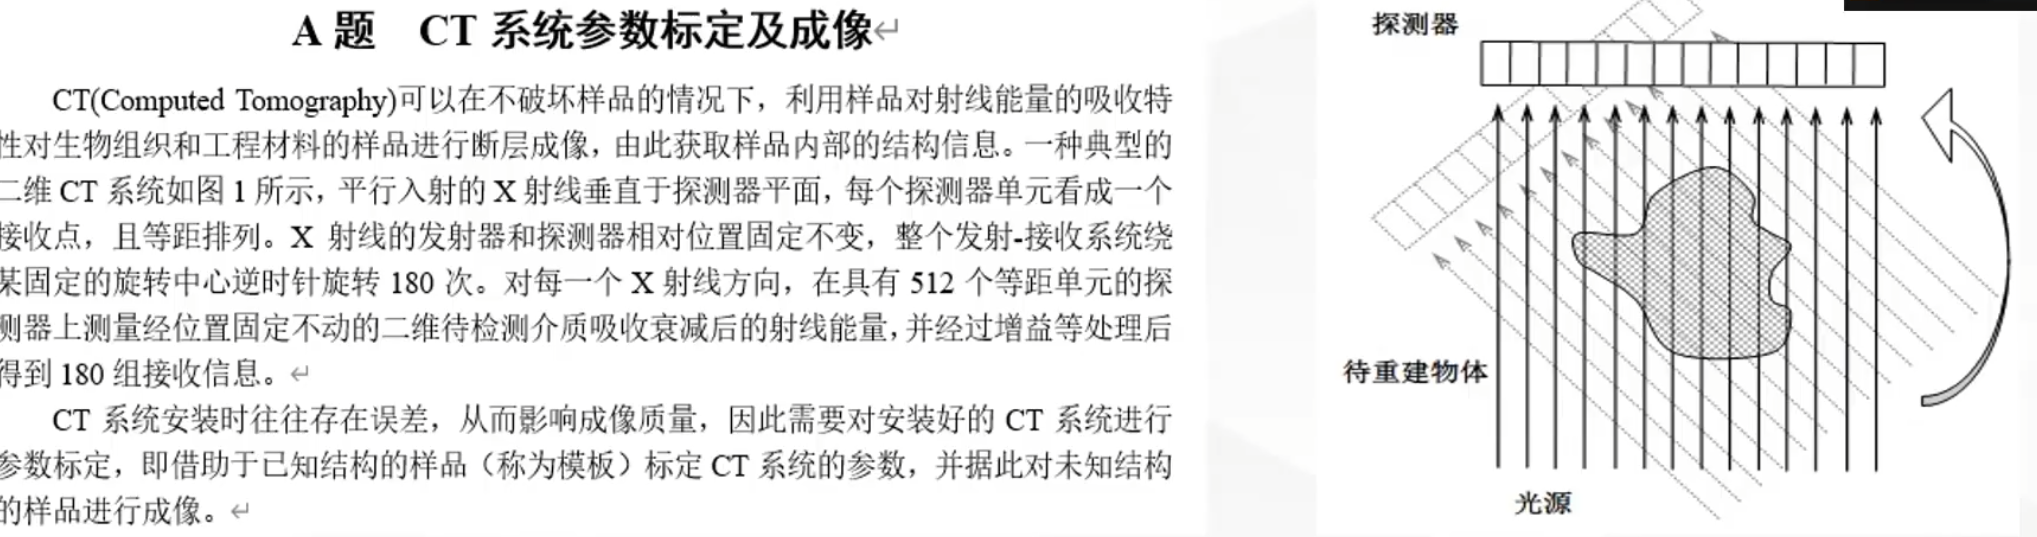 A 题 CT 系统参数标定及成像↵
CT(Computed Tomography)可以在不破坏样品的情况下，利用样品对射线能量的吸收特
性对生物组织和工程材料的样品进行断层成像，由此获取样品内部的结构信息。一种典型的
二维 CT 系统如图 1 所示，平行入射的 X 射线垂直于探测器平面，每个探测器单元看成一个
接收点，且等距排列。X 射线的发射器和探测器相对位置固定不变，整个发射-接收系统绕
某固定的旋转中心逆时针旋转 180 次。对每一个 X 射线方向，在具有 512 个等距单元的探
测器上测量经位置固定不动的二维待检测介质吸收衰减后的射线能量，并经过增益等处理后
得到 180 组接收信息。↵
CT 系统安装时往往存在误差，从而影响成像质量，因此需要对安装好的 CT 系统进行
参数标定，即借助于已知结构的样品（称为模板）标定 CT 系统的参数，并据此对未知结构
的样品进行成像。↵
探测器
待重建物体
光源